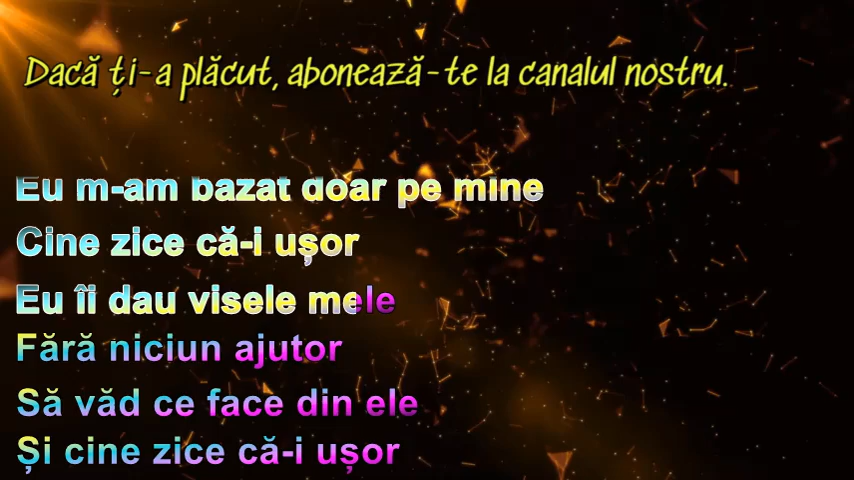 Dacă ți-a plăcut, abonează-te la canalul nostru.
Eu m-am bazat doar pe mine
Cine zice că-i ușor
Eu îi dau visele mele
Fără niciun ajutor
Să văd ce face din ele
Și cine zice că-i ușor